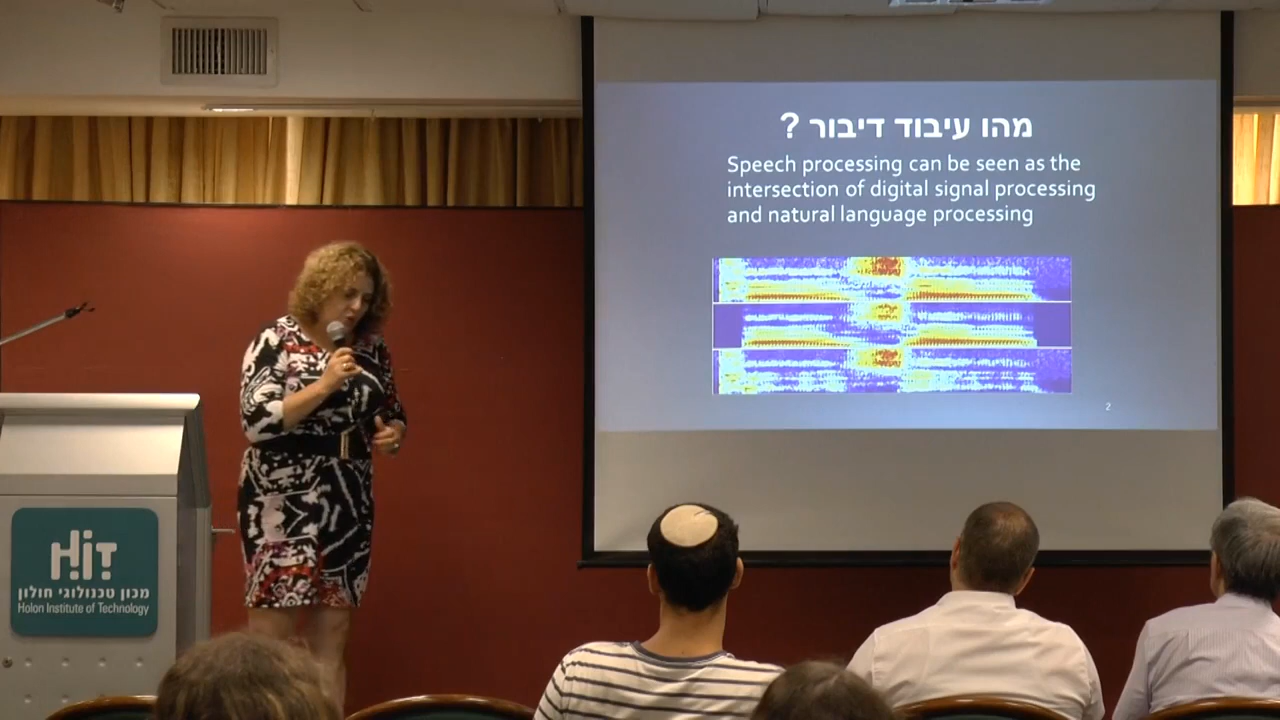 מהו עיבוד דיבור ?
Speech processing can be seen as the
intersection of digital signal processing
and natural language processing
2
HiT
מכון טכנולוגי חולון
Holon Institute of Technology